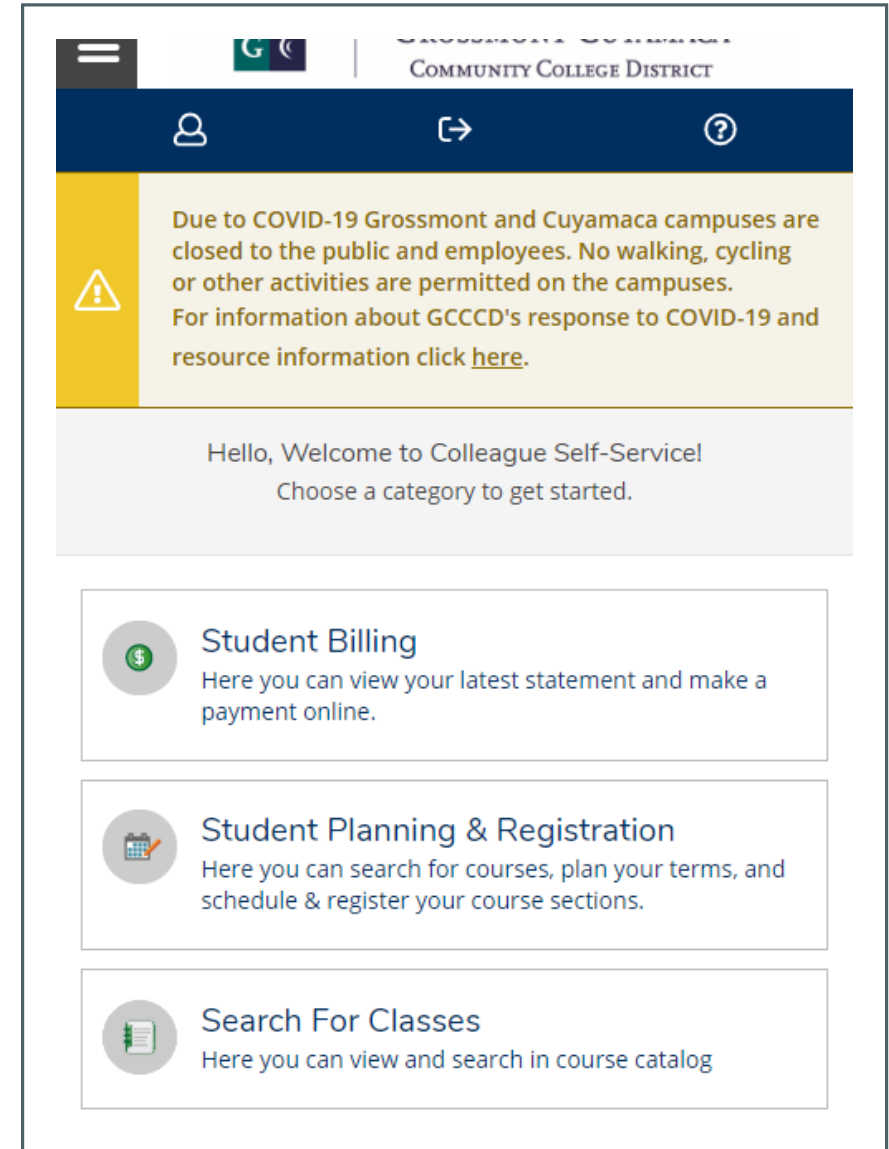 G
COMMUNITY COLLEGE DISTRICT
Due to COVID-19 Grossmont and Cuyamaca campuses are
closed to the public and employees. No walking, cycling
or other activities are permitted on the campuses.
For information about GCCCD's response to COVID-19 and
resource information click here.
Hello, Welcome to Colleague Self-Service!
Choose a category to get started.
Student Billing
Here you can view your latest statement and make a
payment online.
Student Planning & Registration
Here you can search for courses, plan your terms, and
schedule & register your course sections.
Search For Classes
Here you can view and search in course catalog